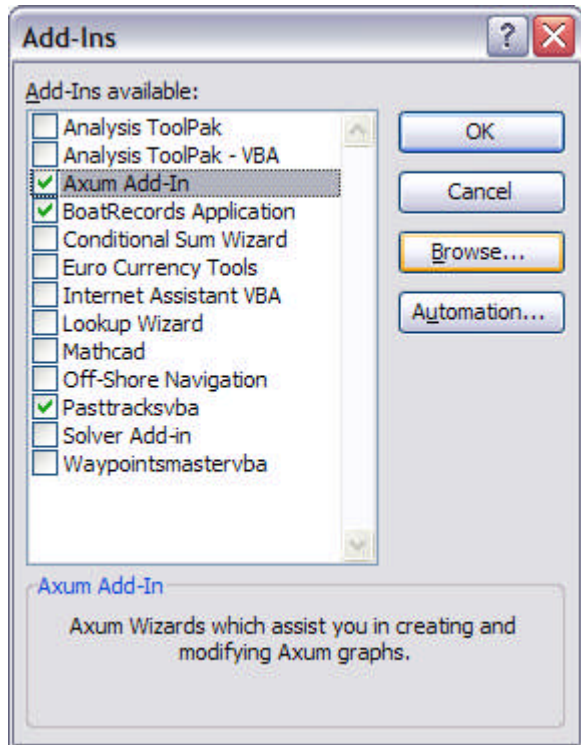 Add-Ins
?
Add-Ins available:
Analysis ToolPak
Analysis ToolPak - VBA
Axum Add-In
BoatRecords Application
Conditional Sum Wizard
Euro Currency Tools
Internet Assistant VBA
Lookup Wizard
Mathcad
Off-Shore Navigation
Pasttracksvba
Solver Add-in
Waypointsmastervba
OK
Cancel
Browse...
Automation...
Axum Add-In
Axum Wizards which assist you in creating and
modifying Axum graphs.